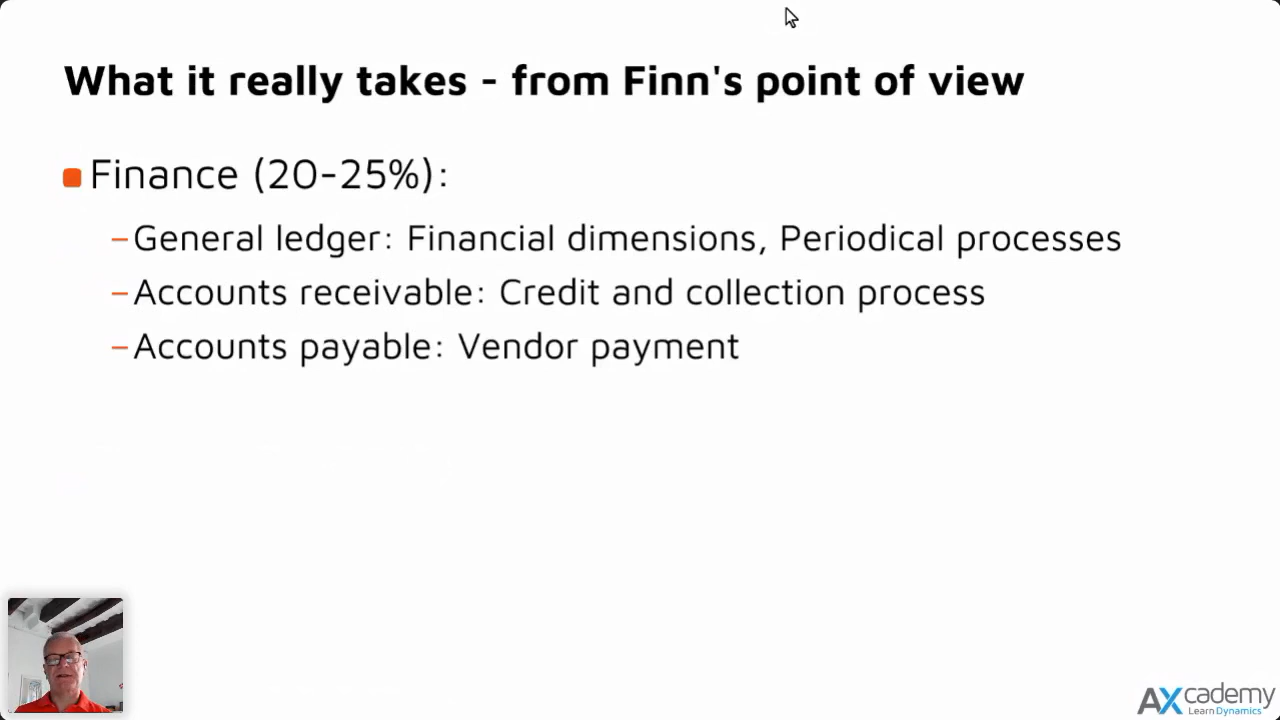 What it really takes - from Finn's point of view
Finance (20-25%):
–General ledger: Financial dimensions, Periodical processes
–Accounts receivable: Credit and collection process
–Accounts payable: Vendor payment
AXcademy
Learn Dynamics